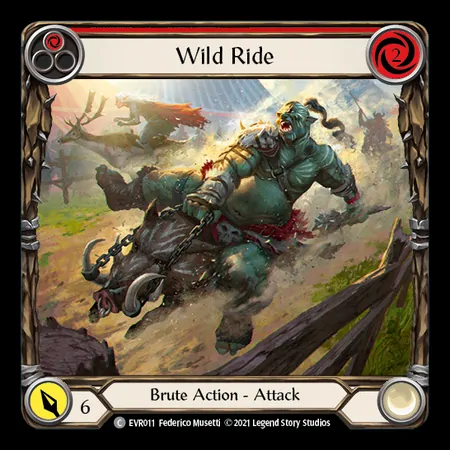 Wild Ride
2
Brute Action - Attack
6
C EVR011 Federico Musetti © 2021 Legend Story Studios